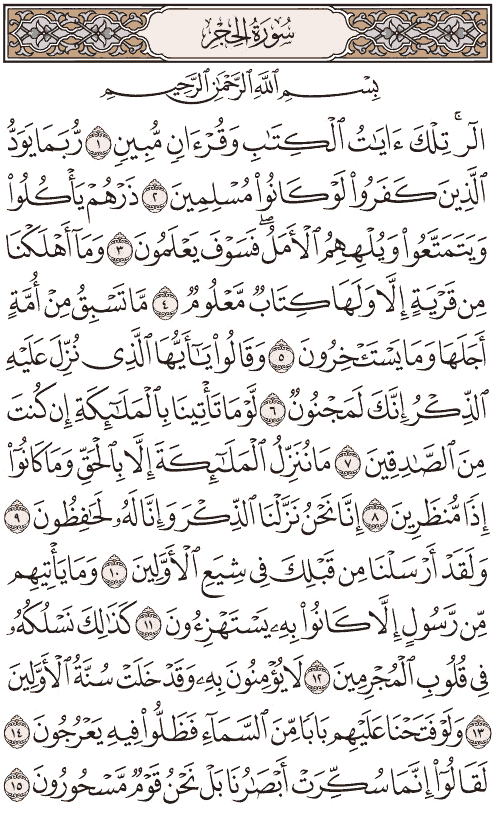 سُورَةُ الحِجْرِ
بِسْمِ ٱللَّهِ ٱلرَّحْمَٰنِ ٱلرَّحِيمِ
الٓرۚ تِلْكَ ءَايَٰتُ ٱلْكِتَٰبِ وَقُرْءَانٍ مُّبِينٍ ١ رُّبَمَا يَوَدُّ
ٱلَّذِينَ كَفَرُوا۟ لَوْ كَانُوا۟ مُسْلِمِينَ ٢ ذَرْهُمْ يَأْكُلُوا۟
وَيَتَمَتَّعُوا۟ وَيُلْهِهِمُ ٱلْأَمَلُۖ فَسَوْفَ يَعْلَمُونَ ٣ وَمَآ أَهْلَكْنَا
مِن قَرْيَةٍ إِلَّا وَلَهَا كِتَابٌ مَّعْلُومٌ ٤ مَّا تَسْبِقُ مِنْ أُمَّةٍ
أَجَلَهَا وَمَا يَسْتَـْٔخِرُونَ ٥ وَقَالُوا۟ يَٰٓأَيُّهَا ٱلَّذِى نُزِّلَ عَلَيْهِ
ٱلذِّكْرُ إِنَّكَ لَمَجْنُونٌ ٦ لَّوْ مَا تَأْتِينَا بِٱلْمَلَٰٓئِكَةِ إِن كُنتَ
مِنَ ٱلصَّٰدِقِينَ ٧ مَا نُنَزِّلُ ٱلْمَلَٰٓئِكَةَ إِلَّا بِٱلْحَقِّ وَمَا كَانُوٓا۟
إِذًا مُّنظَرِينَ ٨ إِنَّا نَحْنُ نَزَّلْنَا ٱلذِّكْرَ وَإِنَّا لَهُۥ لَحَٰفِظُونَ ٩
وَلَقَدْ أَرْسَلْنَا مِن قَبْلِكَ فِى شِيَعِ ٱلْأَوَّلِينَ ١٠ وَمَا يَأْتِيهِم
مِّن رَّسُولٍ إِلَّا كَانُوا۟ بِهِۦ يَسْتَهْزِءُونَ ١١ كَذَٰلِكَ نَسْلُكُهُۥ
فِى قُلُوبِ ٱلْمُجْرِمِينَ ١٢ لَا يُؤْمِنُونَ بِهِۦ وَقَدْ خَلَتْ سُنَّةُ ٱلْأَوَّلِينَ
١٣ وَلَوْ فَتَحْنَا عَلَيْهِم بَابًا مِّنَ ٱلسَّمَآءِ فَظَلُّوا۟ فِيهِ يَعْرُجُونَ ١٤
لَقَالُوٓا۟ إِنَّمَا سُكِّرَتْ أَبْصَٰرُنَا بَلْ نَحْنُ قَوْمٌ مَّسْحُورُونَ ١٥